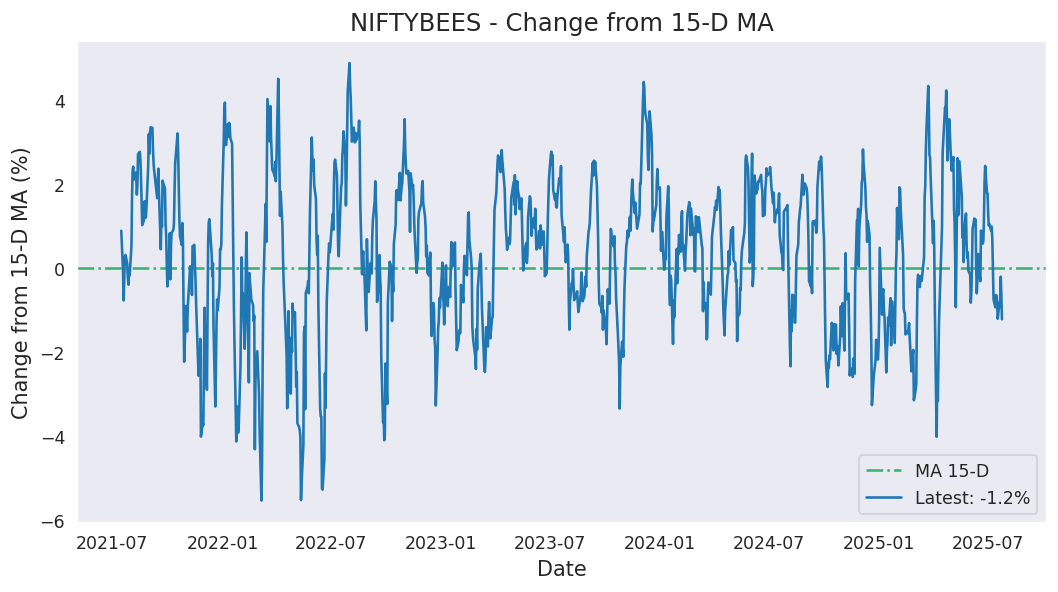 NIFTYBEES - Change from 15-D MA
Change from 15-D MA (%)
4
2
0
−2
−4
−6
2021-07 2022-01 2022-07 2023-01 2023-07 2024-01 2024-07 2025-01 2025-07
Date
MA 15-D
Latest: -1.2%